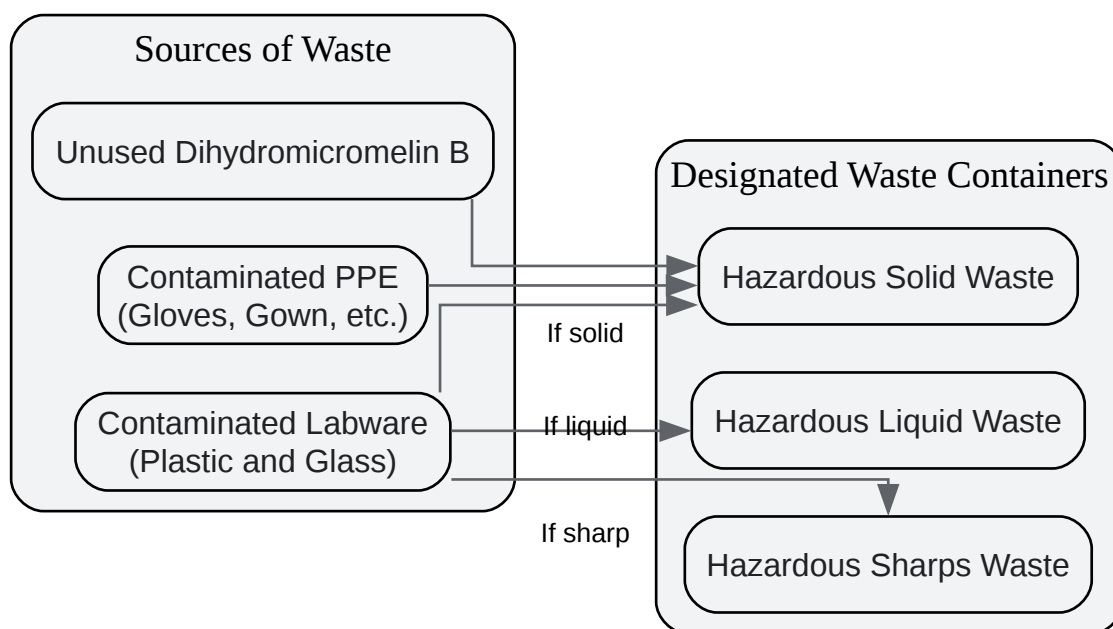 Sources of Waste
Unused Dihydromicromelin B
Contaminated PPE
(Gloves, Gown, etc.)
Contaminated Labware
(Plastic and Glass)
If solid
If liquid
If sharp
Designated Waste Containers
Hazardous Solid Waste
Hazardous Liquid Waste
Hazardous Sharps Waste